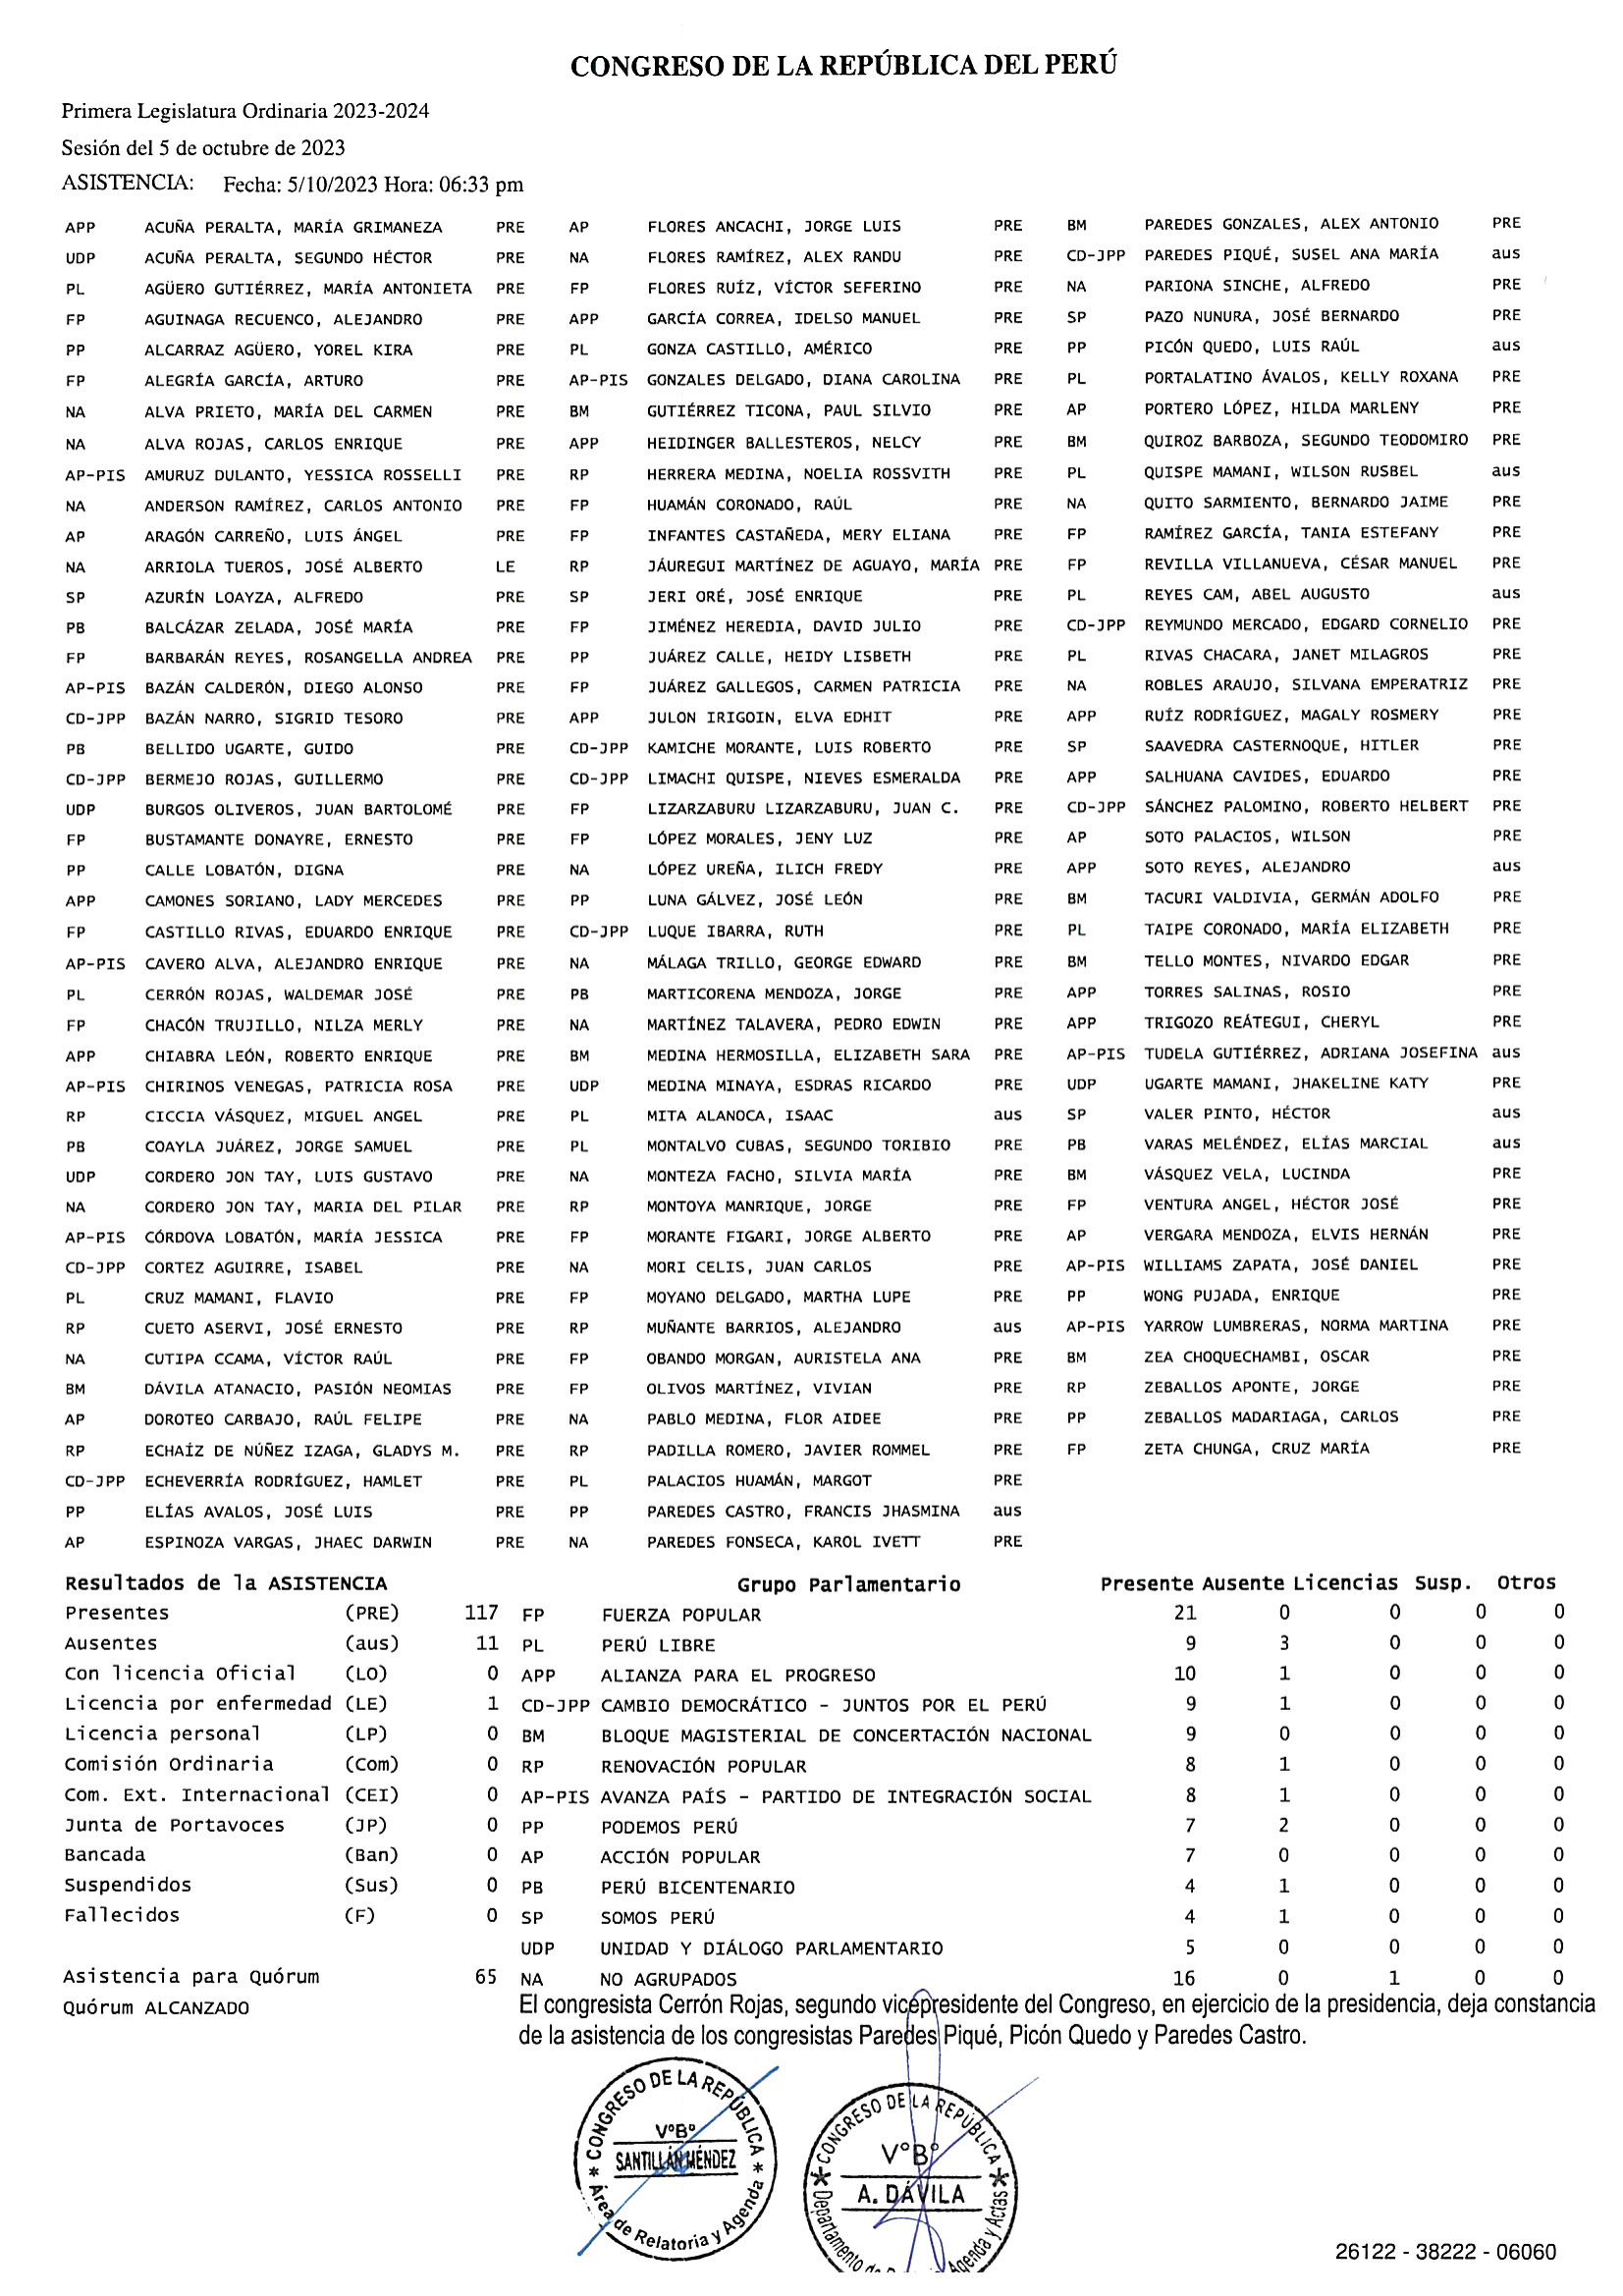 CONGRESO DE LA REPÚBLICA DEL PERÚ
Primera Legislatura Ordinaria 2023-2024
Sesión del 5 de octubre de 2023
ASISTENCIA: Fecha: 5/10/2023 Hora: 06:33 pm
APP ACUÑA PERALTA, MARÍA GRIMANEZA PRE AP FLORES ANCACHI, JORGE LUIS PRE BM PAREDES GONZALES, ALEX ANTONIO PRE
UDP ACUÑA PERALTA, SEGUNDO HÉCTOR PRE NA FLORES RAMÍREZ, ALEX RANDU PRE CD-JPP PAREDES PIQUÉ, SUSEL ANA MARÍA aus
PL AGÜERO GUTIÉRREZ, MARÍA ANTONIETA PRE FP FLORES RUÍZ, VÍCTOR SEFERINO PRE NA PARIONA SINCHE, ALFREDO PRE
FP AGUINAGA RECUENCO, ALEJANDRO PRE APP GARCÍA CORREA, IDELSO MANUEL PRE SP PAZO NUNURA, JOSÉ BERNARDO PRE
PP ALCARRAZ AGÜERO, YOREL KIRA PRE PL GONZA CASTILLO, AMÉRICO PRE PP PICÓN QUEDO, LUIS RAÚL aus
FP ALEGRÍA GARCÍA, ARTURO PRE AP-PIS GONZALES DELGADO, DIANA CAROLINA PRE PL PORTALATINO ÁVALOS, KELLY ROXANA PRE
NA ALVA PRIETO, MARÍA DEL CARMEN PRE BM GUTIÉRREZ TICONA, PAUL SILVIO PRE AP PORTERO LÓPEZ, HILDA MARLENY PRE
NA ALVA ROJAS, CARLOS ENRIQUE PRE APP HEIDINGER BALLESTEROS, NELCY PRE BM QUIROZ BARBOZA, SEGUNDO TEODOMIRO PRE
AP-PIS AMURUZ DULANTO, YESSICA ROSSELLI PRE RP HERRERA MEDINA, NOELIA ROSSVITH PRE PL QUISPE MAMANI, WILSON RUSBEL aus
NA ANDERSON RAMÍREZ, CARLOS ANTONIO PRE FP HUAMÁN CORONADO, RAÚL PRE NA QUITO SARMIENTO, BERNARDO JAIME PRE
AP ARAGÓN CARREÑO, LUIS ÁNGEL PRE FP INFANTES CASTAÑEDA, MERY ELIANA PRE FP RAMÍREZ GARCÍA, TANIA ESTEFANY PRE
NA ARRIOLA TUEROS, JOSÉ ALBERTO LE RP JÁUREGUI MARTÍNEZ DE AGUAYO, MARÍA PRE FP REVILLA VILLANUEVA, CÉSAR MANUEL PRE
SP AZURÍN LOAYZA, ALFREDO PRE SP JERI ORÉ, JOSÉ ENRIQUE PRE PL REYES CAM, ABEL AUGUSTO aus
PB BALCÁZAR ZELADA, JOSÉ MARÍA PRE FP JIMÉNEZ HEREDIA, DAVID JULIO PRE CD-JPP REYMUNDO MERCADO, EDGARD CORNELIO PRE
FP BARBARÁN REYES, ROSANGELLA ANDREA PRE PP JUÁREZ CALLE, HEIDY LISBETH PRE PL RIVAS CHACARA, JANET MILAGROS PRE
AP-PIS BAZÁN CALDERÓN, DIEGO ALONSO PRE FP JUÁREZ GALLEGOS, CARMEN PATRICIA PRE NA ROBLES ARAUJO, SILVANA EMPERATRIZ PRE
CD-JPP BAZÁN NARRO, SIGRID TESORO PRE APP JULON IRIGOIN, ELVA EDHIT PRE APP RUÍZ RODRÍGUEZ, MAGALY ROSMERY PRE
PB BELLIDO UGARTE, GUIDO PRE CD-JPP KAMICHE MORANTE, LUIS ROBERTO PRE SP SAAVEDRA CASTERNOQUE, HITLER PRE
CD-JPP BERMEJO ROJAS, GUILLERMO PRE CD-JPP LIMACHI QUISPE, NIEVES ESMERALDA PRE APP SALHUANA CAVIDES, EDUARDO PRE
UDP BURGOS OLIVEROS, JUAN BARTOLOMÉ PRE FP LIZARZABURU LIZARZABURU, JUAN C. PRE CD-JPP SÁNCHEZ PALOMINO, ROBERTO HELBERT PRE
FP BUSTAMANTE DONAYRE, ERNESTO PRE FP LÓPEZ MORALES, JENY LUZ PRE AP SOTO PALACIOS, WILSON PRE
PP CALLE LOBATÓN, DIGNA PRE NA LÓPEZ UREÑA, ILICH FREDY PRE APP SOTO REYES, ALEJANDRO aus
APP CAMONES SORIANO, LADY MERCEDES PRE PP LUNA GÁLVEZ, JOSÉ LEÓN PRE BM TACURI VALDIVIA, GERMÁN ADOLFO PRE
FP CASTILLO RIVAS, EDUARDO ENRIQUE PRE CD-JPP LUQUE IBARRA, RUTH PRE PL TAIPE CORONADO, MARÍA ELIZABETH PRE
AP-PIS CAVERO ALVA, ALEJANDRO ENRIQUE PRE NA MÁLAGA TRILLO, GEORGE EDWARD PRE BM TELLO MONTES, NIVARDO EDGAR PRE
PL CERRÓN ROJAS, WALDEMAR JOSÉ PRE PB MARTICORENA MENDOZA, JORGE PRE APP TORRES SALINAS, ROSIO PRE
FP CHACÓN TRUJILLO, NILZA MERLY PRE NA MARTÍNEZ TALAVERA, PEDRO EDWIN PRE APP TRIGOZO REÁTEGUI, CHERYL PRE
APP CHIABRA LEÓN, ROBERTO ENRIQUE PRE BM MEDINA HERMOSILLA, ELIZABETH SARA PRE AP-PIS TUDELA GUTIÉRREZ, ADRIANA JOSEFINA aus
AP-PIS CHIRINOS VENEGAS, PATRICIA ROSA PRE UDP MEDINA MINAYA, ESDRAS RICARDO PRE UDP UGARTE MAMANI, JHAKELINE KATY PRE
RP CICCIA VÁSQUEZ, MIGUEL ANGEL PRE PL MITA ALANOCA, ISAAC aus SP VALER PINTO, HÉCTOR aus
PB COAYLA JUÁREZ, JORGE SAMUEL PRE PL MONTALVO CUBAS, SEGUNDO TORIBIO PRE PB VARAS MELÉNDEZ, ELÍAS MARCIAL aus
UDP CORDERO JON TAY, LUIS GUSTAVO PRE NA MONTEZA FACHO, SILVIA MARÍA PRE BM VÁSQUEZ VELA, LUCINDA PRE
NA CORDERO JON TAY, MARIA DEL PILAR PRE RP MONTOYA MANRIQUE, JORGE PRE FP VENTURA ANGEL, HÉCTOR JOSÉ PRE
AP-PIS CÓRDOVA LOBATÓN, MARÍA JESSICA PRE FP MORANTE FIGARI, JORGE ALBERTO PRE AP VERGARA MENDOZA, ELVIS HERNÁN PRE
CD-JPP CORTEZ AGUIRRE, ISABEL PRE NA MORI CELIS, JUAN CARLOS PRE AP-PIS WILLIAMS ZAPATA, JOSÉ DANIEL PRE
PL CRUZ MAMANI, FLAVIO PRE FP MOYANO DELGADO, MARTHA LUPE PRE PP WONG PUJADA, ENRIQUE PRE
RP CUETO ASERVI, JOSÉ ERNESTO PRE RP MUÑANTE BARRIOS, ALEJANDRO aus AP-PIS YARROW LUMBRERAS, NORMA MARTINA PRE
NA CUTIPA CCAMA, VÍCTOR RAÚL PRE FP OBANDO MORGAN, AURISTELA ANA PRE BM ZEA CHOQUECHAMBI, OSCAR PRE
BM DÁVILA ATANACIO, PASIÓN NEOMIAS PRE FP OLIVOS MARTÍNEZ, VIVIAN PRE RP ZEBALLOS APONTE, JORGE PRE
AP DOROTEO CARBAJO, RAÚL FELIPE PRE NA PABLO MEDINA, FLOR AIDEE PRE PP ZEBALLOS MADARIAGA, CARLOS PRE
RP ECHAÍZ DE NÚÑEZ IZAGA, GLADYS M. PRE RP PADILLA ROMERO, JAVIER ROMMEL PRE FP ZETA CHUNGA, CRUZ MARÍA PRE
CD-JPP ECHEVERRÍA RODRÍGUEZ, HAMLET PRE PL PALACIOS HUAMÁN, MARGOT PRE
PP ELÍAS AVALOS, JOSÉ LUIS PRE PP PAREDES CASTRO, FRANCIS JHASMINA aus
AP ESPINOZA VARGAS, JHAEC DARWIN PRE NA PAREDES FONSECA, KAROL IVETT PRE
Resultados de la ASISTENCIA Grupo Parlamentario Presente Ausente Licencias Susp. Otros
Presentes (PRE) 117 FP FUERZA POPULAR 21 0 0 0 0
Ausentes (aus) 11 PL PERÚ LIBRE 9 3 0 0 0
Con licencia Oficial (LO) 0 APP ALIANZA PARA EL PROGRESO 10 1 0 0 0
Licencia por enfermedad (LE) 1 CD-JPP CAMBIO DEMOCRÁTICO - JUNTOS POR EL PERÚ 9 1 0 0 0
Licencia personal (LP) 0 BM BLOQUE MAGISTERIAL DE CONCERTACIÓN NACIONAL 9 0 0 0 0
Comisión Ordinaria (Com) 0 RP RENOVACIÓN POPULAR 8 1 0 0 0
Com. Ext. Internacional (CEI) 0 AP-PIS AVANZA PAÍS - PARTIDO DE INTEGRACIÓN SOCIAL 8 1 0 0 0
Junta de Portavoces (JP) 0 PP PODEMOS PERÚ 7 2 0 0 0
Bancada (Ban) 0 AP ACCIÓN POPULAR 7 0 0 0 0
Suspendidos (Sus) 0 PB PERÚ BICENTENARIO 4 1 0 0 0
Fallecidos (F) 0 SP SOMOS PERÚ 4 1 0 0 0
UDP UNIDAD Y DIÁLOGO PARLAMENTARIO 5 0 0 0 0
Asistencia para Quórum 65 NA NO AGRUPADOS 16 0 1 0 0
Quórum ALCANZADO
El congresista Cerrón Rojas, segundo vicepresidente del Congreso, en ejercicio de la presidencia, deja constancia
de la asistencia de los congresistas Paredes Piqué, Picón Quedo y Paredes Castro.
CONGRESO DE LA REPÚBLICA
V°B°
SANTILLÁN MÉNDEZ
Área de Relatoría y Agenda
CONGRESO DE LA REPÚBLICA
V°B°
A. DÁVILA
Departamento de Agenda y Actas
26122 - 38222 - 06060